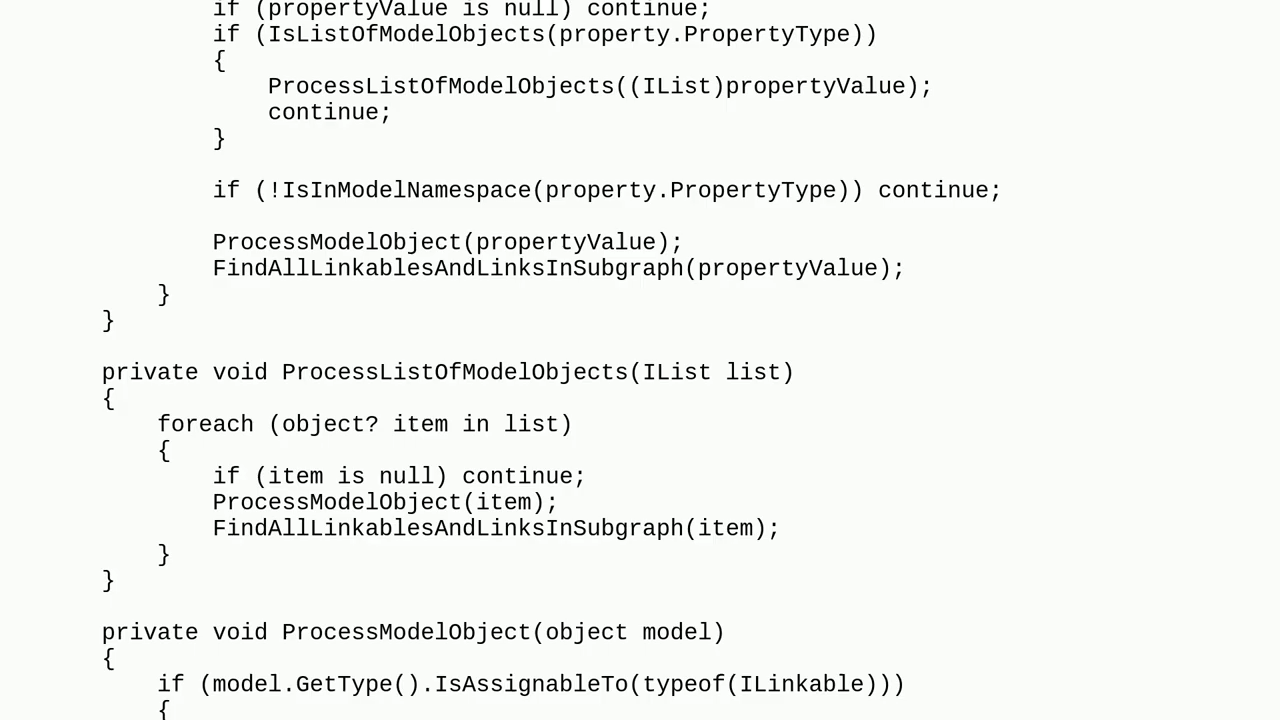 if (propertyValue is null) continue;
if (IsListOfModelObjects(property.PropertyType))
{
ProcessListOfModelObjects((IList)propertyValue);
continue;
}
if (!IsInModelNamespace(property.PropertyType)) continue;
ProcessModelObject(propertyValue);
FindAllLinkablesAndLinksInSubgraph(propertyValue);
}
}
private void ProcessListOfModelObjects(IList list)
{
foreach (object? item in list)
{
if (item is null) continue;
ProcessModelObject(item);
FindAllLinkablesAndLinksInSubgraph(item);
}
}
private void ProcessModelObject(object model)
{
if (model.GetType().IsAssignableTo(typeof(ILinkable)))
{